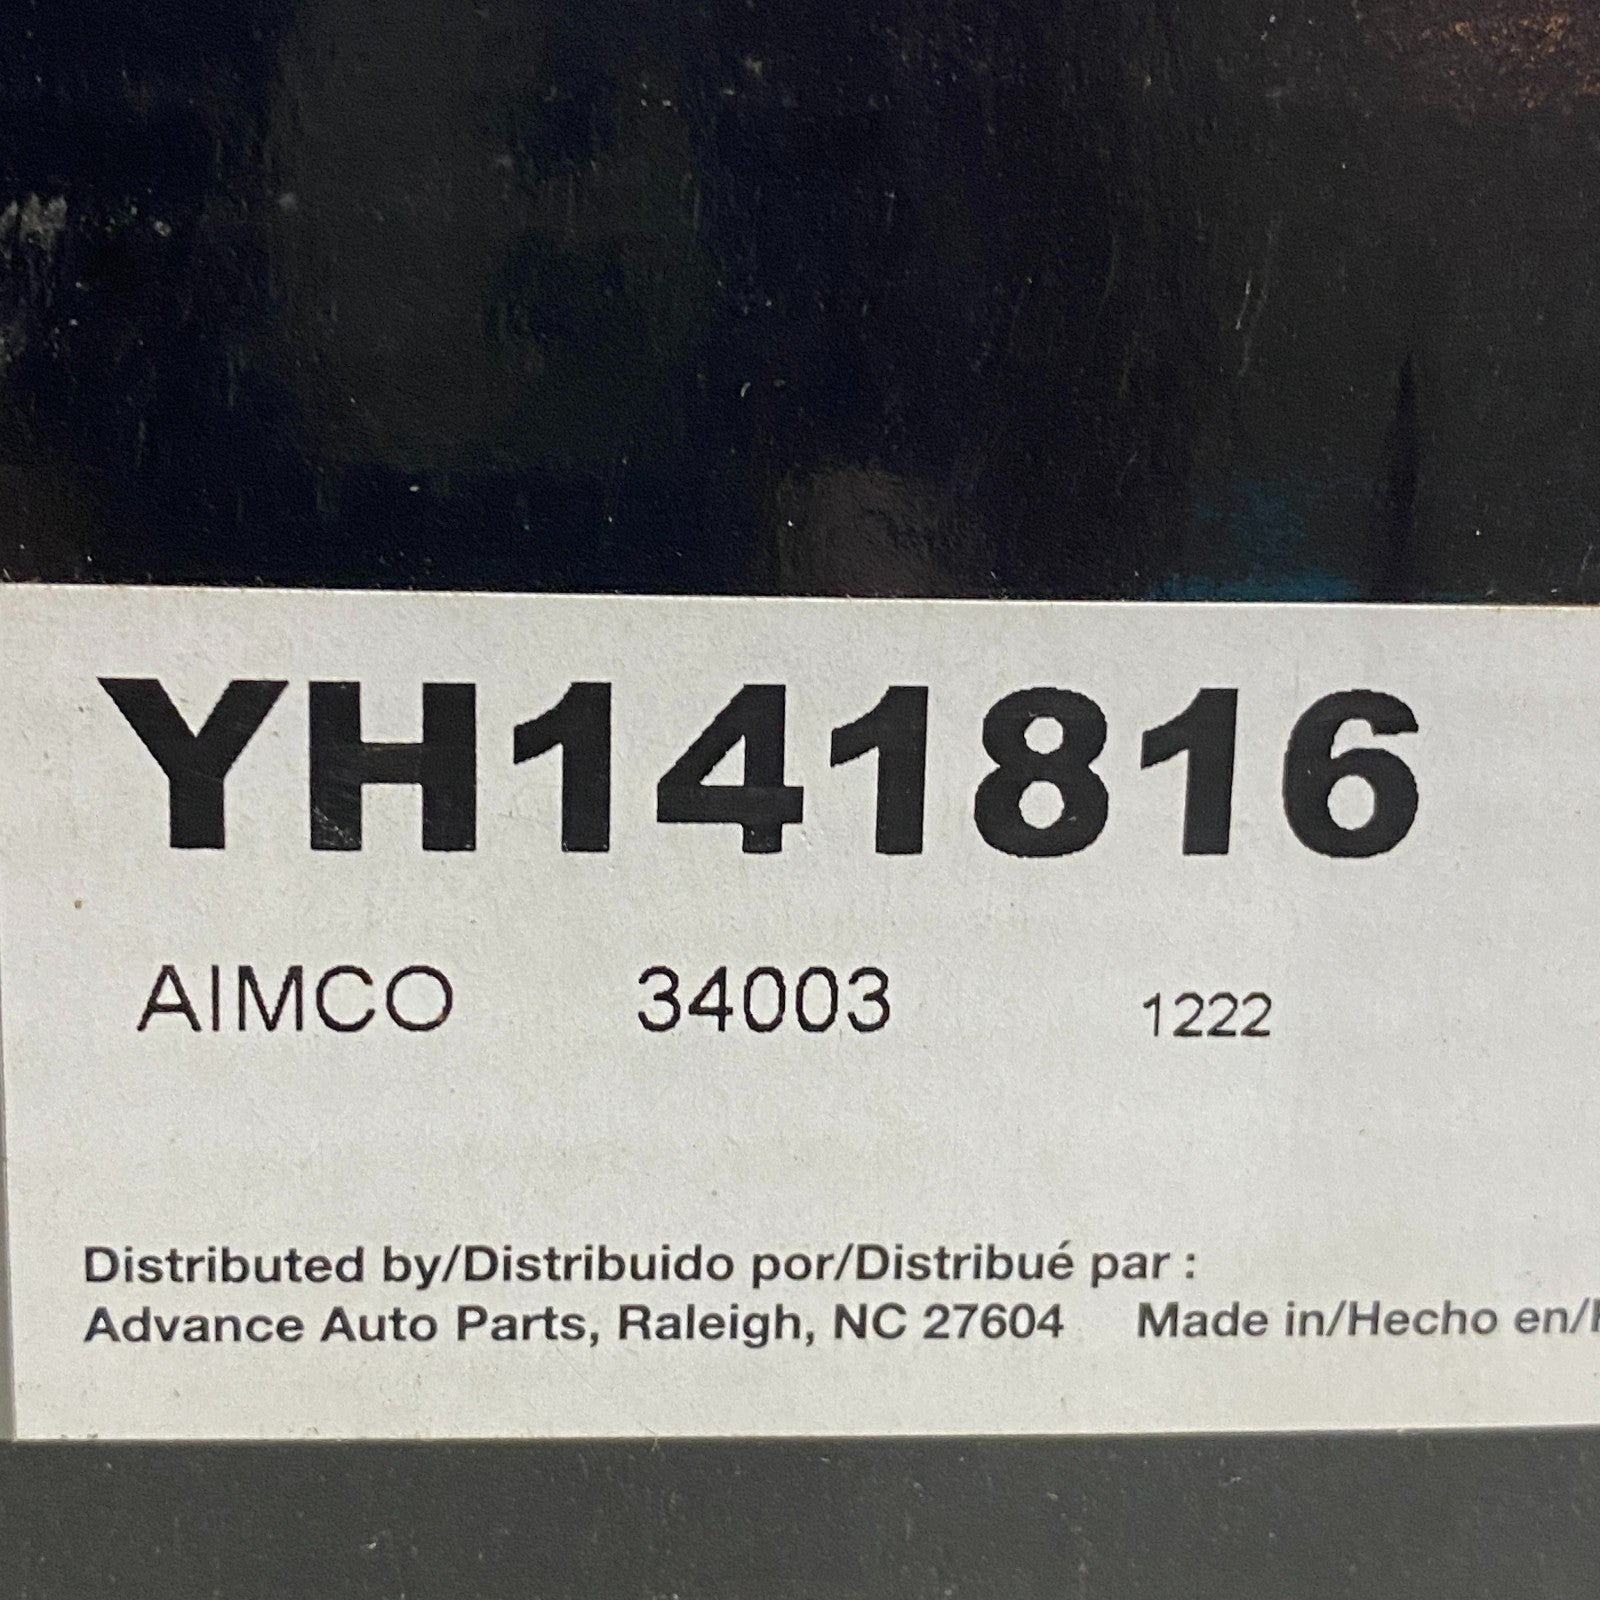 YH141816
AIMCO 34003 1222
Distributed by/Distribuido por/Distribué par :
Advance Auto Parts, Raleigh, NC 27604 Made in/Hecho en/